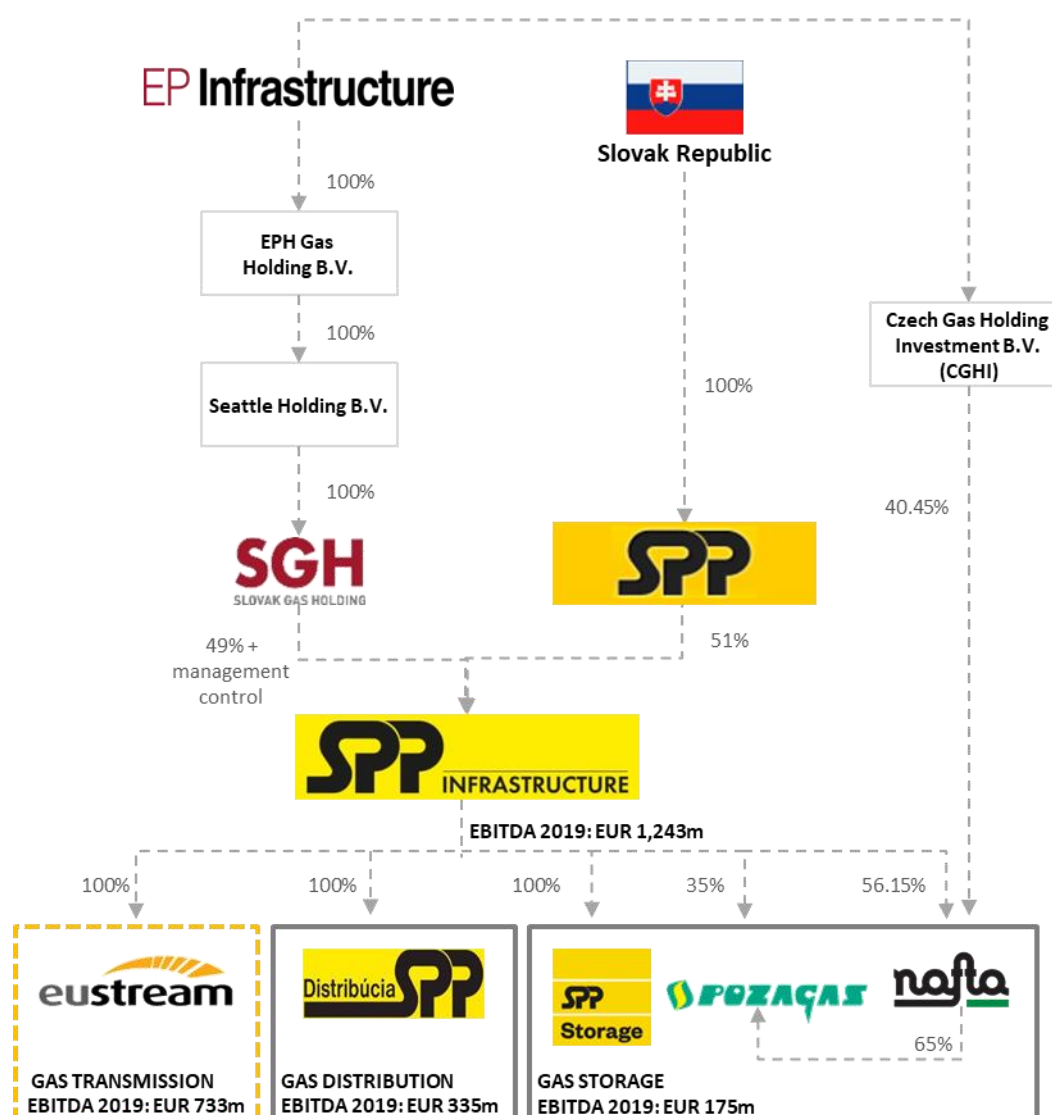 EP Infrastructure
Slovak Republic
100%
EPH Gas
Holding B.V.
100%
Czech Gas Holding
Investment B.V.
(CGHI)
Seattle Holding B.V.
100%
100%
40.45%
SGH
SLOVAK GAS HOLDING
SPP
49% +
management
control
51%
SPP
INFRASTRUCTURE
EBITDA 2019: EUR 1,243m
100%
100%
100%
35%
56.15%
eustream
GAS TRANSMISSION
EBITDA 2019: EUR 733m
Distribúcia SPP
GAS DISTRIBUTION
EBITDA 2019: EUR 335m
SPP
Storage
POZAGAS
nafta
65%
GAS STORAGE
EBITDA 2019: EUR 175m